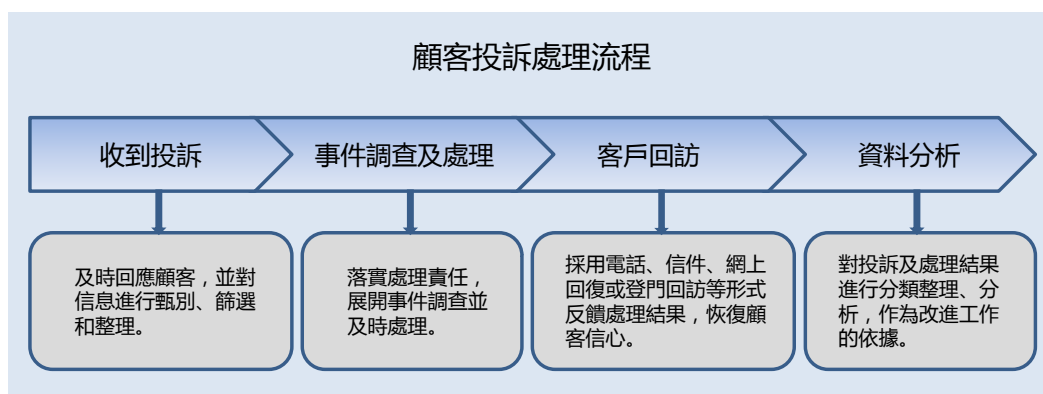 顧客投訴處理流程
收到投訴
事件調查及處理
客戶回訪
資料分析
及時回應顧客，並對
信息進行甄別、篩選
和整理。
落實處理責任，
展開事件調查並
及時處理。
採用電話、信件、網上
回復或登門回訪等形式
反饋處理結果，恢復顧
客信心。
對投訴及處理結果
進行分類整理、分
析，作為改進工作
的依據。